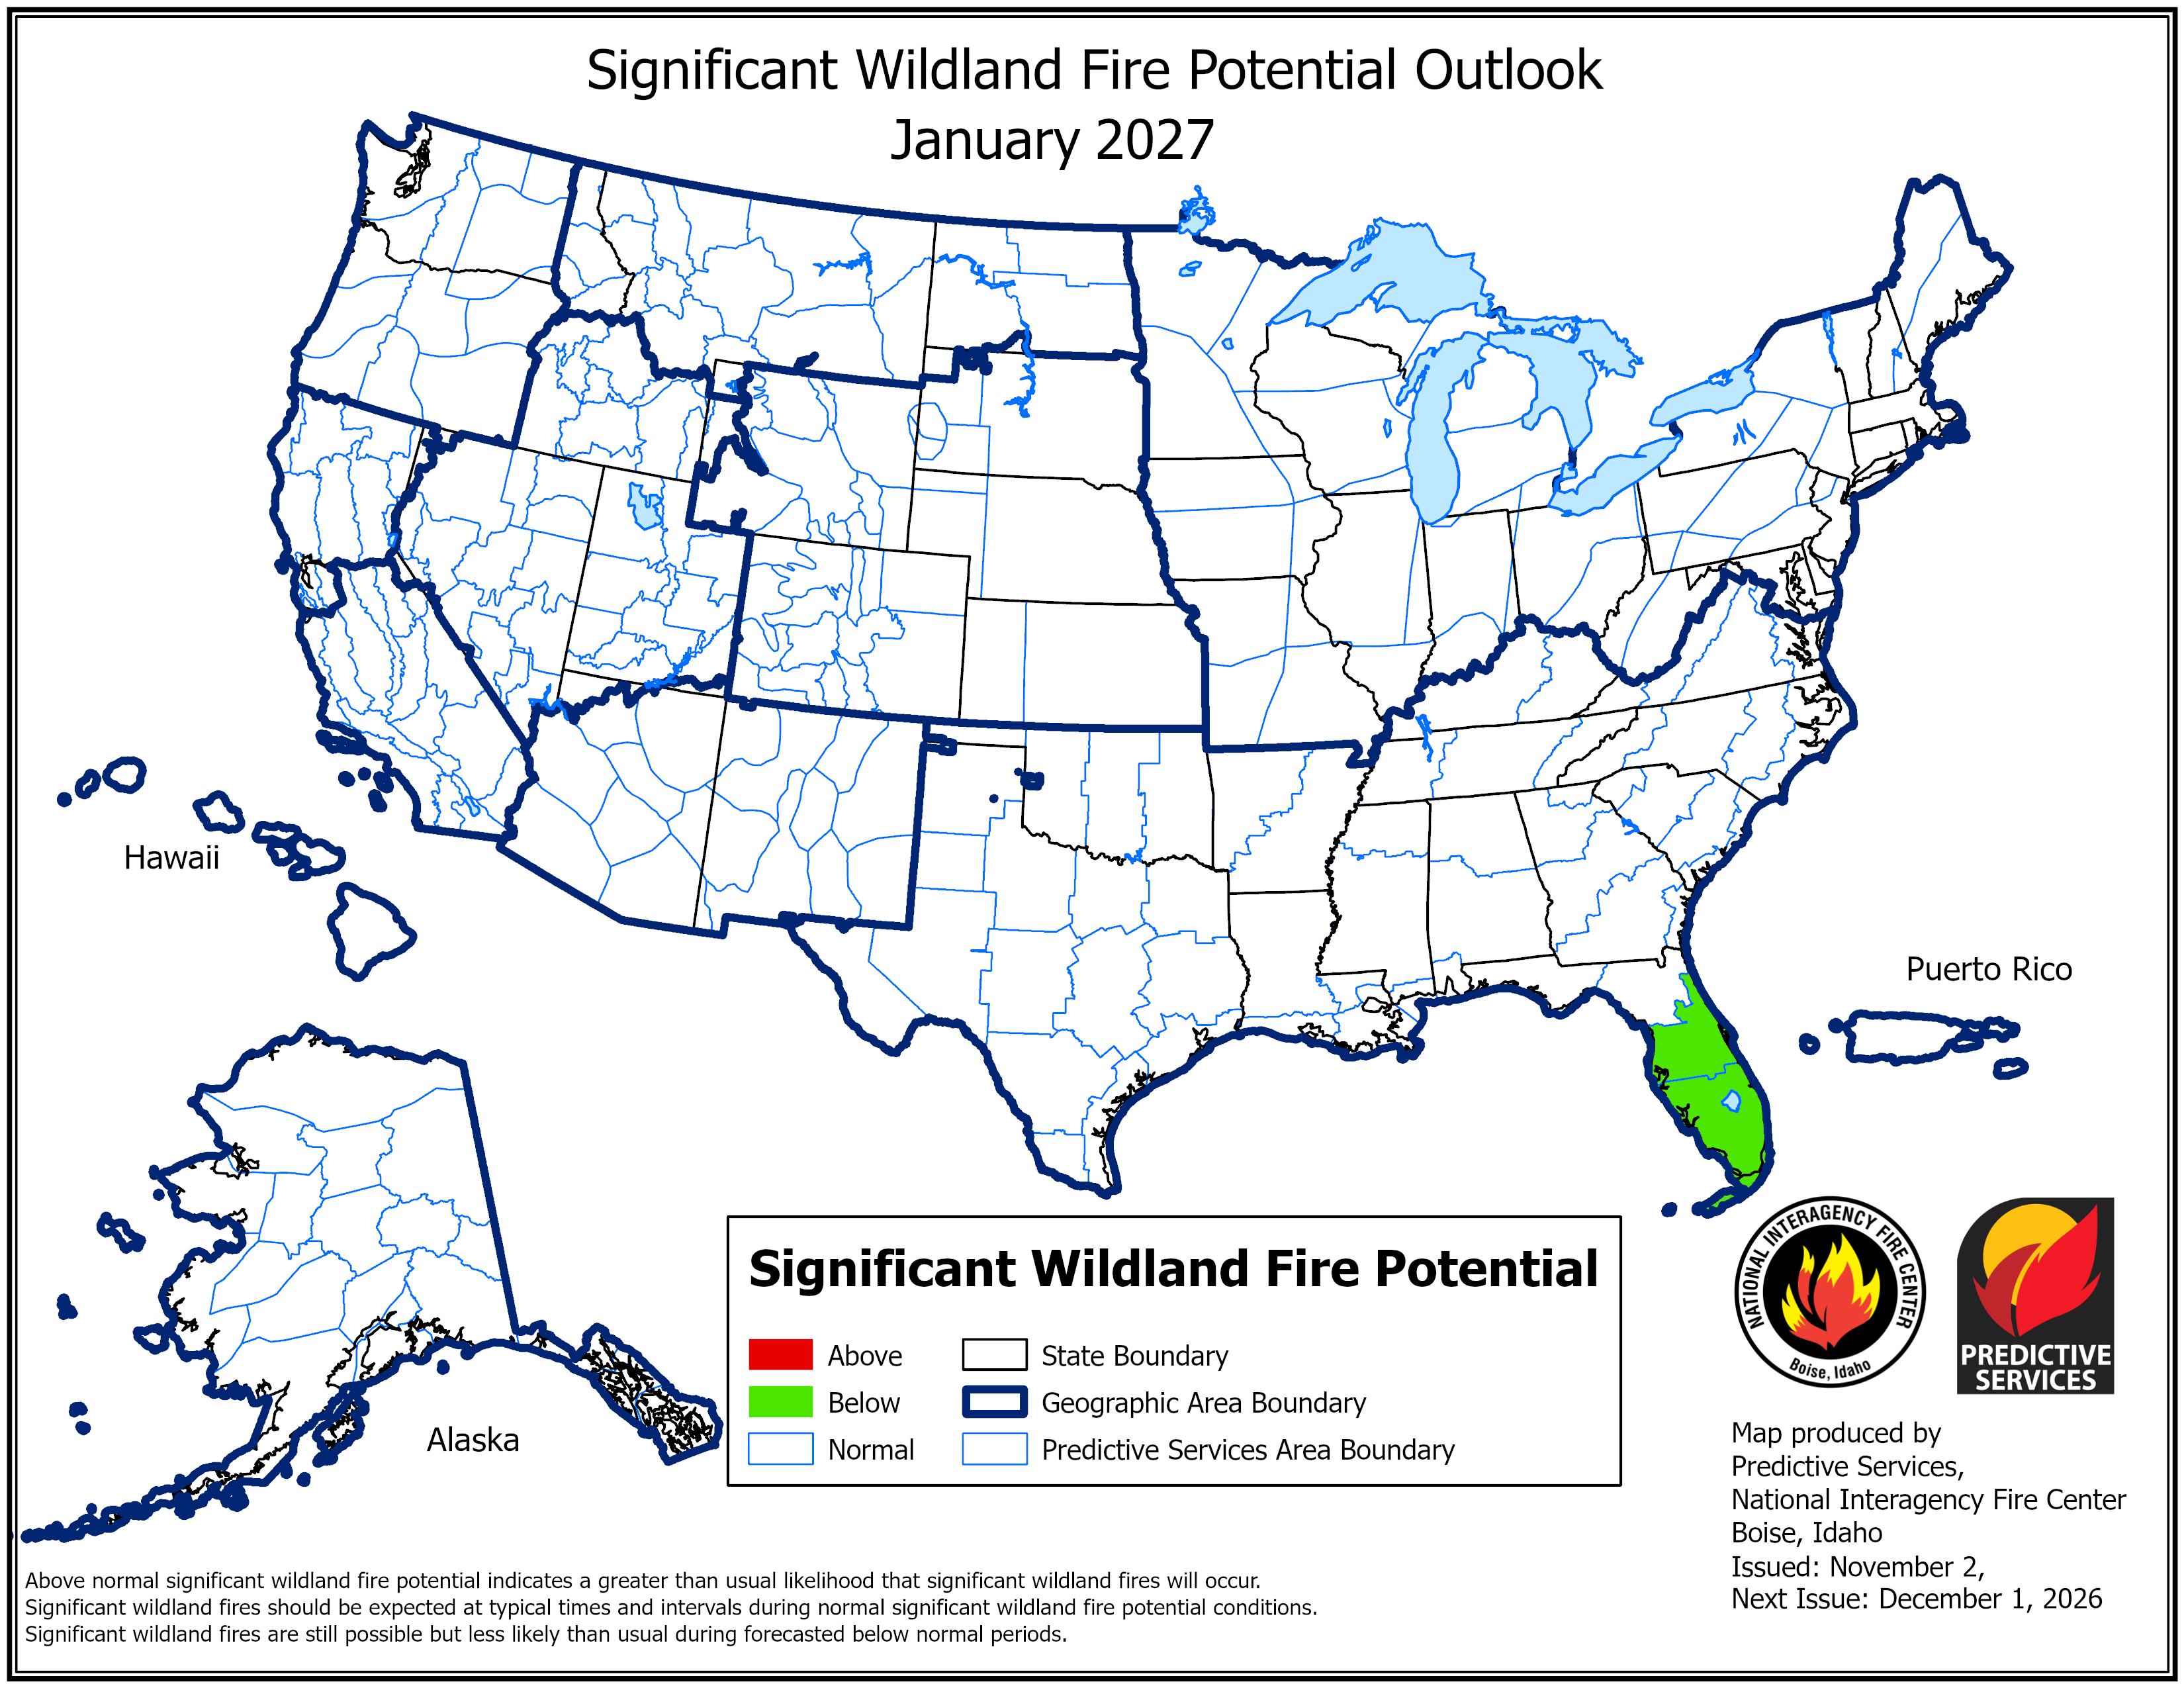 Significant Wildland Fire Potential Outlook
January 2027
Hawaii
Puerto Rico
Alaska
Significant Wildland Fire Potential
Above
Below
Normal
State Boundary
Geographic Area Boundary
Predictive Services Area Boundary
NATIONAL INTERAGENCY FIRE CENTER
Boise, Idaho
PREDICTIVE
SERVICES
Map produced by
Predictive Services,
National Interagency Fire Center
Boise, Idaho
Issued: November 2,
Next Issue: December 1, 2026
Above normal significant wildland fire potential indicates a greater than usual likelihood that significant wildland fires will occur.
Significant wildland fires should be expected at typical times and intervals during normal significant wildland fire potential conditions.
Significant wildland fires are still possible but less likely than usual during forecasted below normal periods.